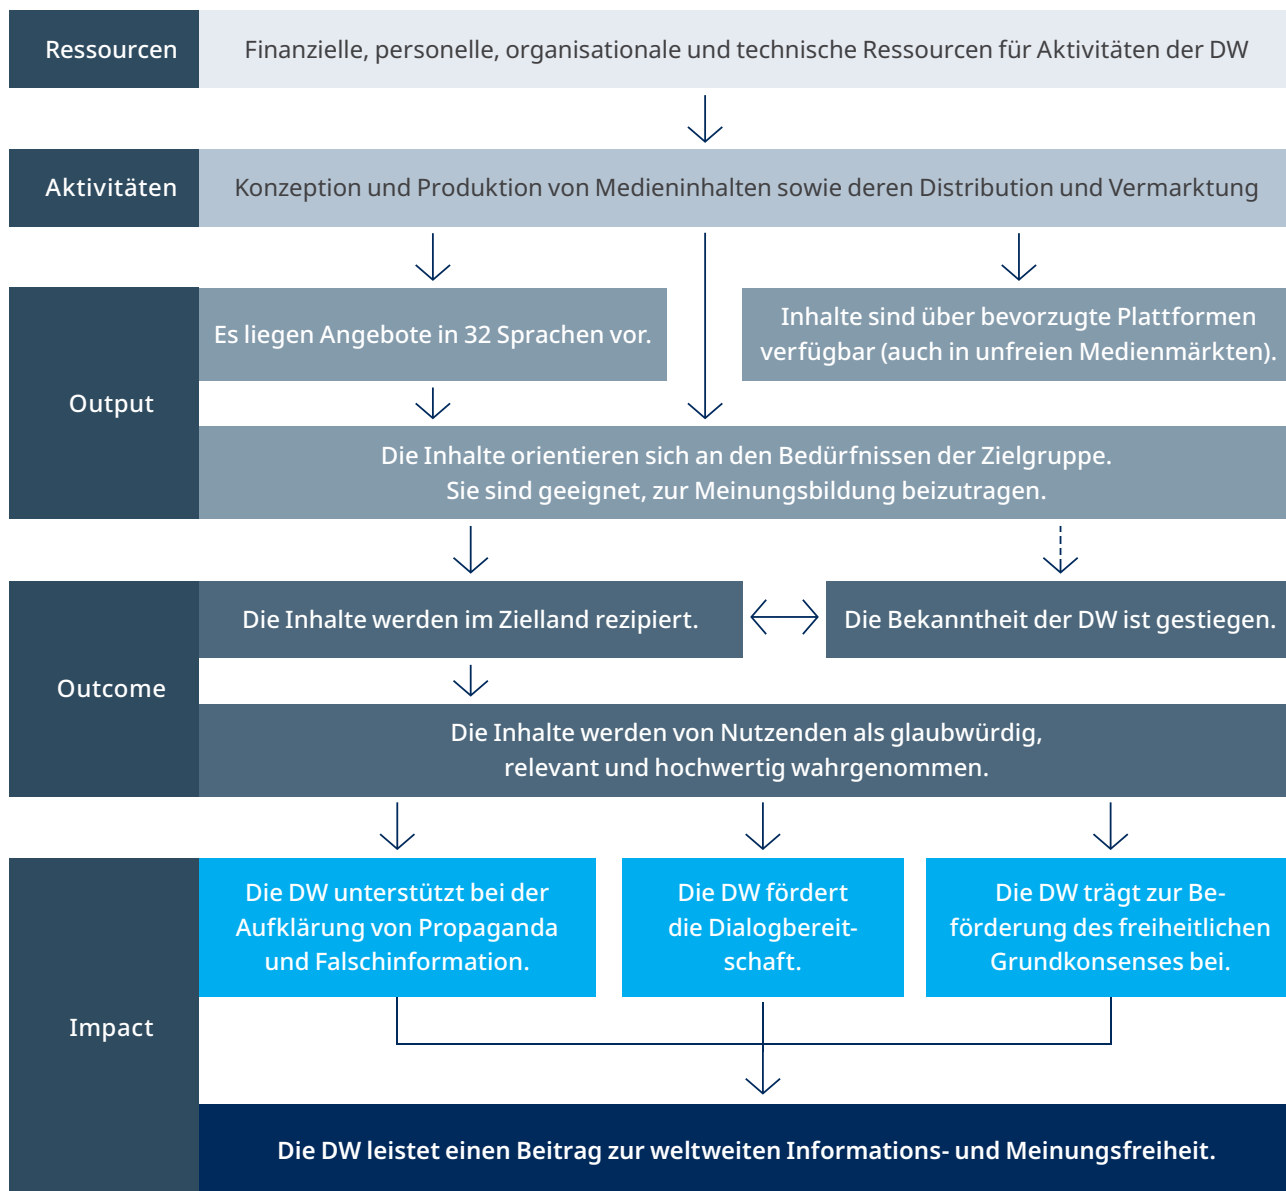 Ressourcen
Finanzielle, personelle, organisationale und technische Ressourcen für Aktivitäten der DW
Aktivitäten
Konzeption und Produktion von Medieninhalten sowie deren Distribution und Vermarktung
Output
Es liegen Angebote in 32 Sprachen vor.
Inhalte sind über bevorzugte Plattformen
verfügbar (auch in unfreien Medienmärkten).
Die Inhalte orientieren sich an den Bedürfnissen der Zielgruppe.
Sie sind geeignet, zur Meinungsbildung beizutragen.
Outcome
Die Inhalte werden im Zielland rezipiert.
Die Bekanntheit der DW ist gestiegen.
Die Inhalte werden von Nutzenden als glaubwürdig,
relevant und hochwertig wahrgenommen.
Impact
Die DW unterstützt bei der
Aufklärung von Propaganda
und Falschinformation.
Die DW fördert
die Dialogbereit-
schaft.
Die DW trägt zur Be-
förderung des freiheitlichen
Grundkonsenses bei.
Die DW leistet einen Beitrag zur weltweiten Informations- und Meinungsfreiheit.